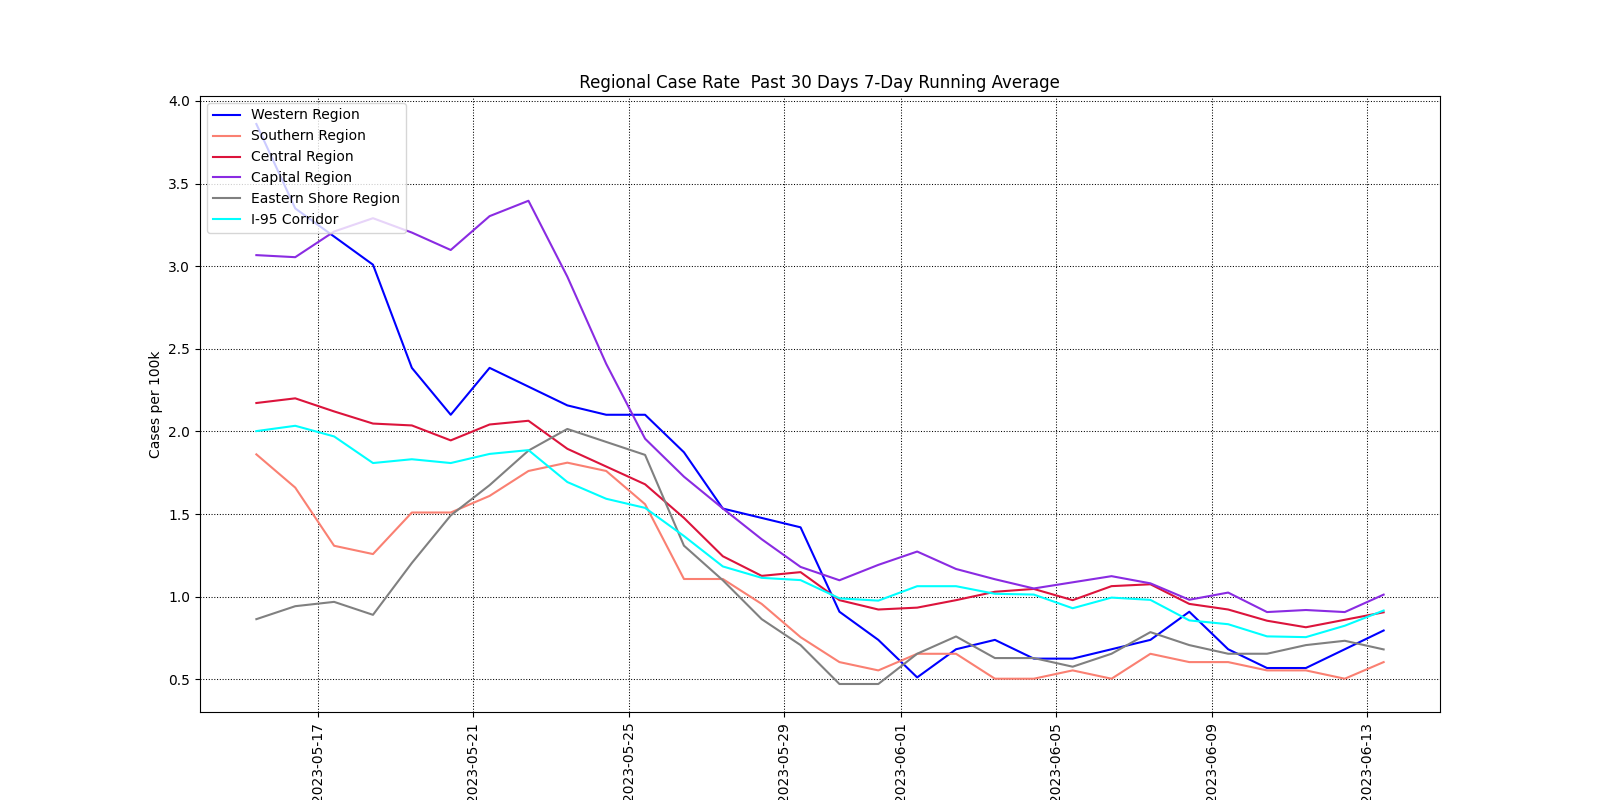 Regional Case Rate  Past 30 Days 7-Day Running Average
Cases per 100k
4.0
3.5
3.0
2.5
2.0
1.5
1.0
0.5
Western Region
Southern Region
Central Region
Capital Region
Eastern Shore Region
I-95 Corridor
2023-05-17
2023-05-21
2023-05-25
2023-05-29
2023-06-01
2023-06-05
2023-06-09
2023-06-13